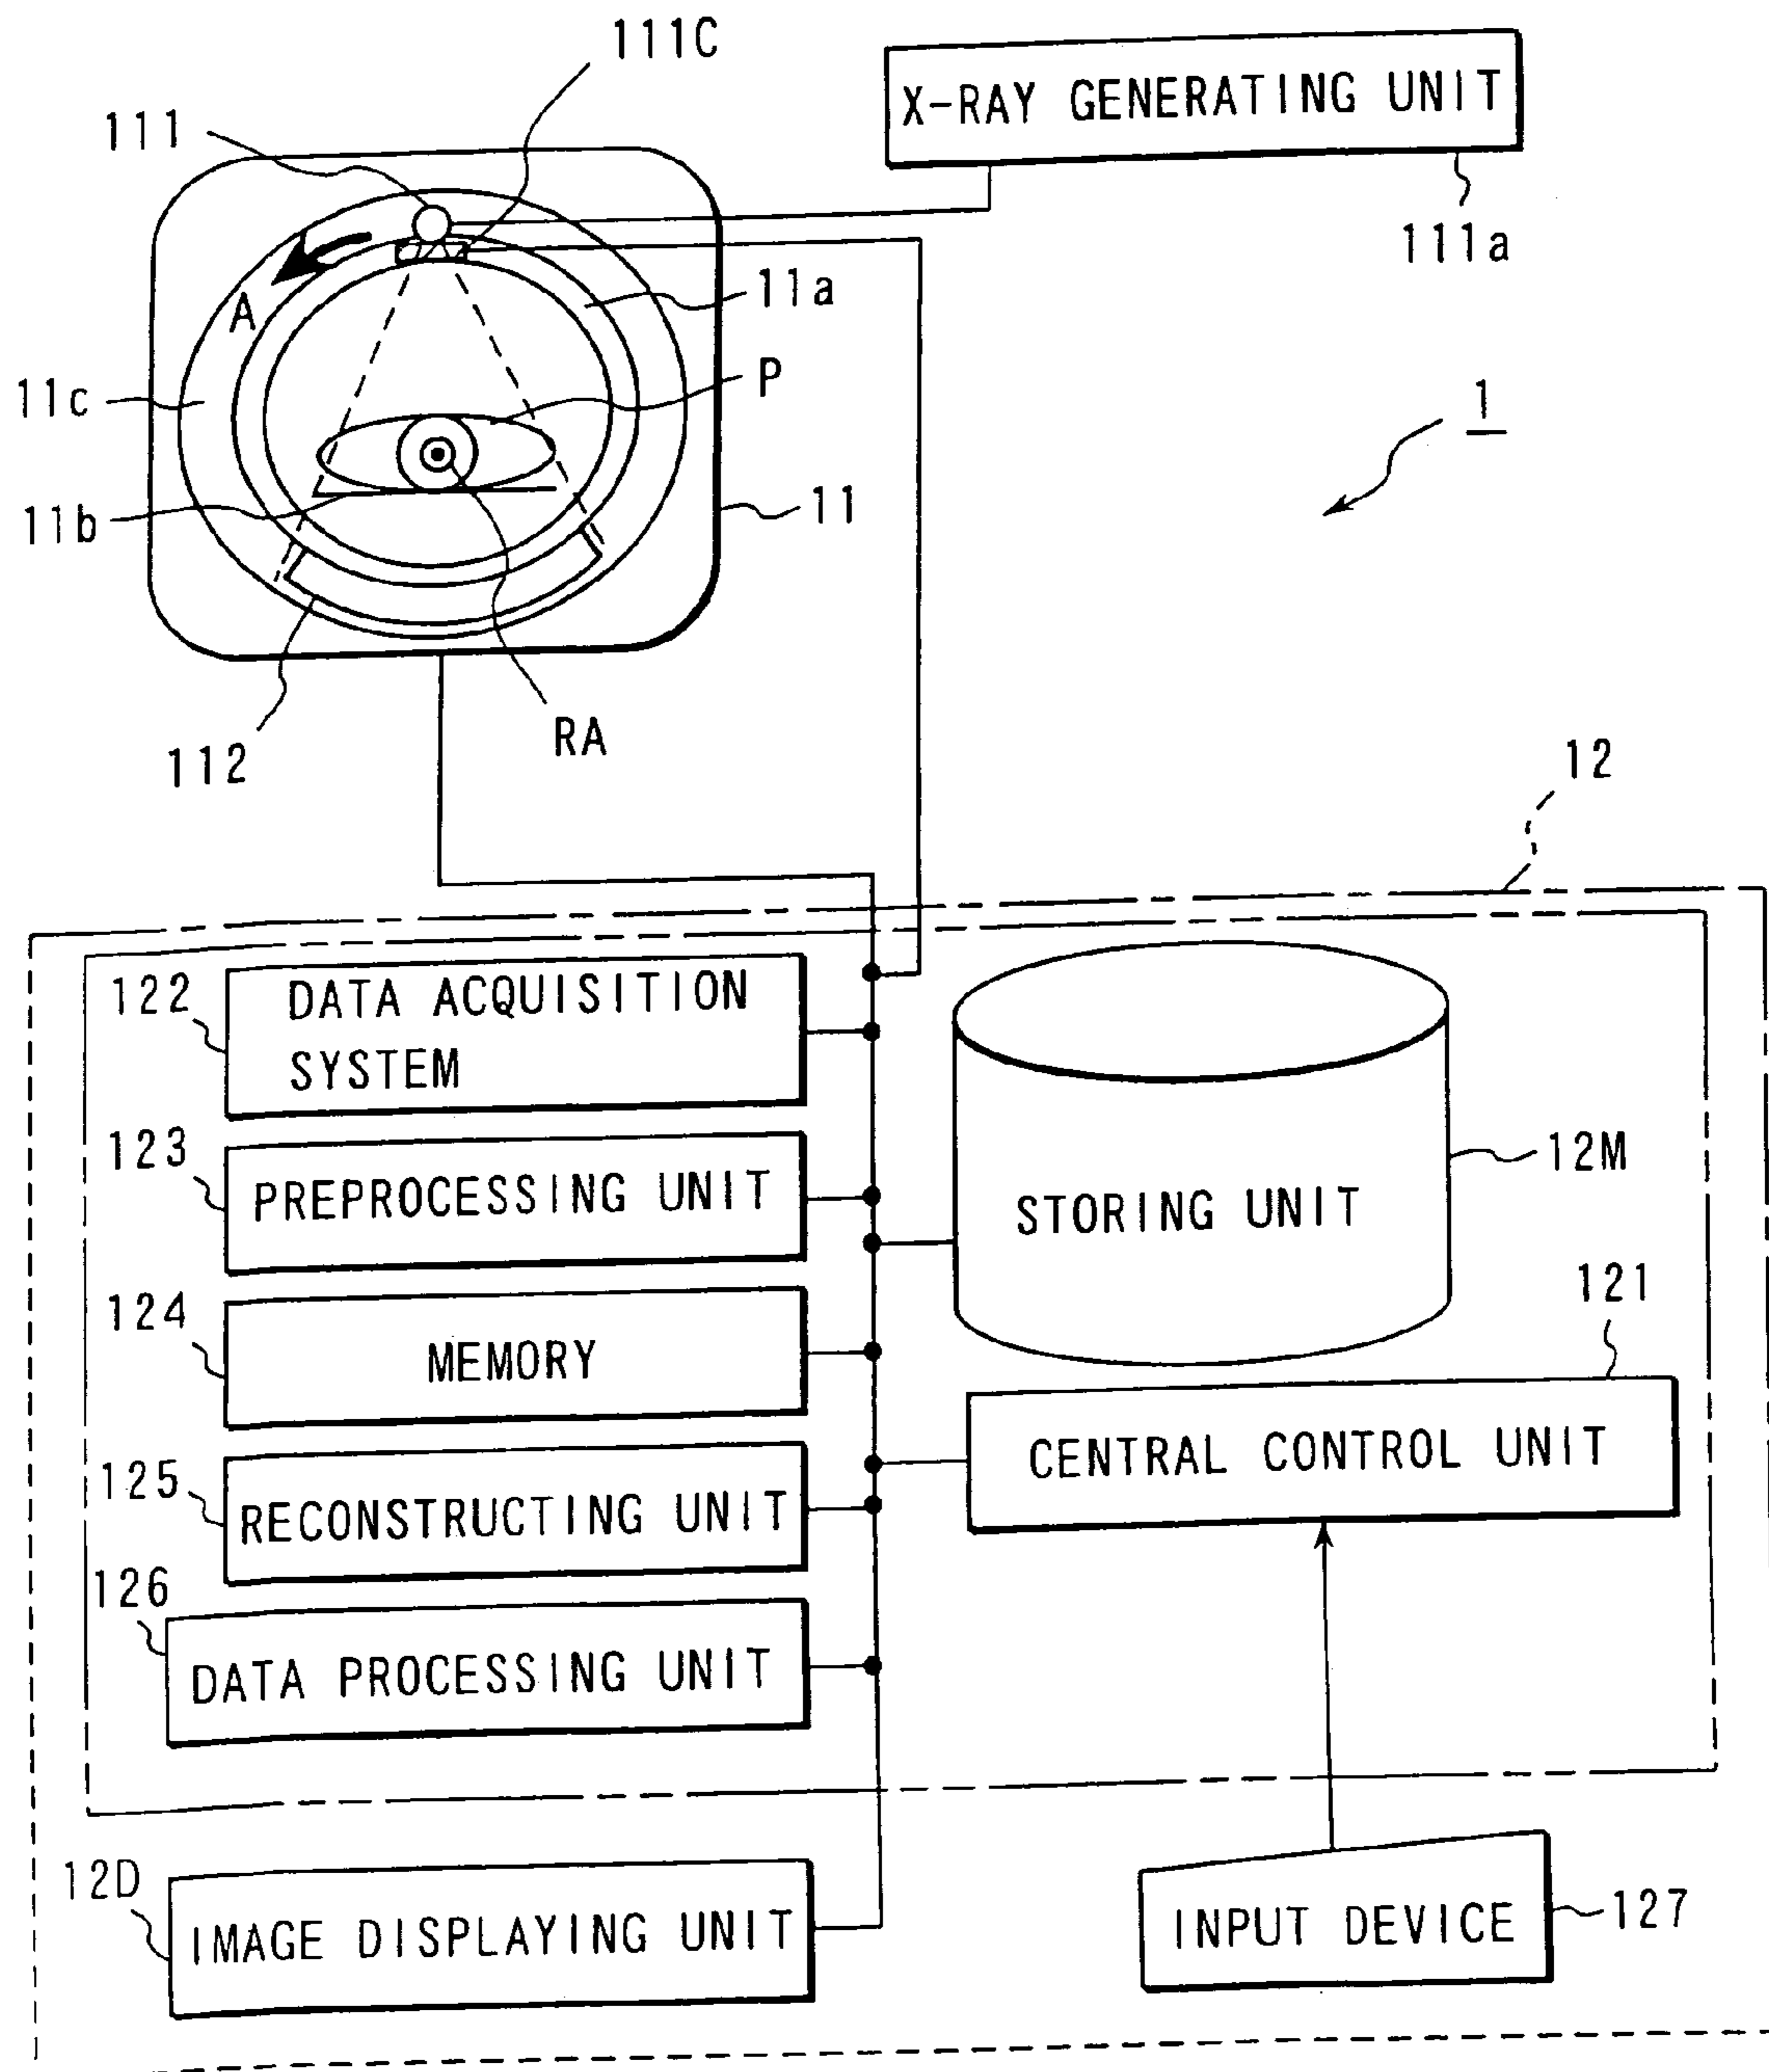 111C
X-RAY GENERATING UNIT
111
111a
11a
A
P
11c
1
11b
11
RA
112
12
122
DATA ACQUISITION
SYSTEM
123
PREPROCESSING UNIT
12M
STORING UNIT
124
MEMORY
121
CENTRAL CONTROL UNIT
125
RECONSTRUCTING UNIT
126
DATA PROCESSING UNIT
12D
IMAGE DISPLAYING UNIT
INPUT DEVICE
127